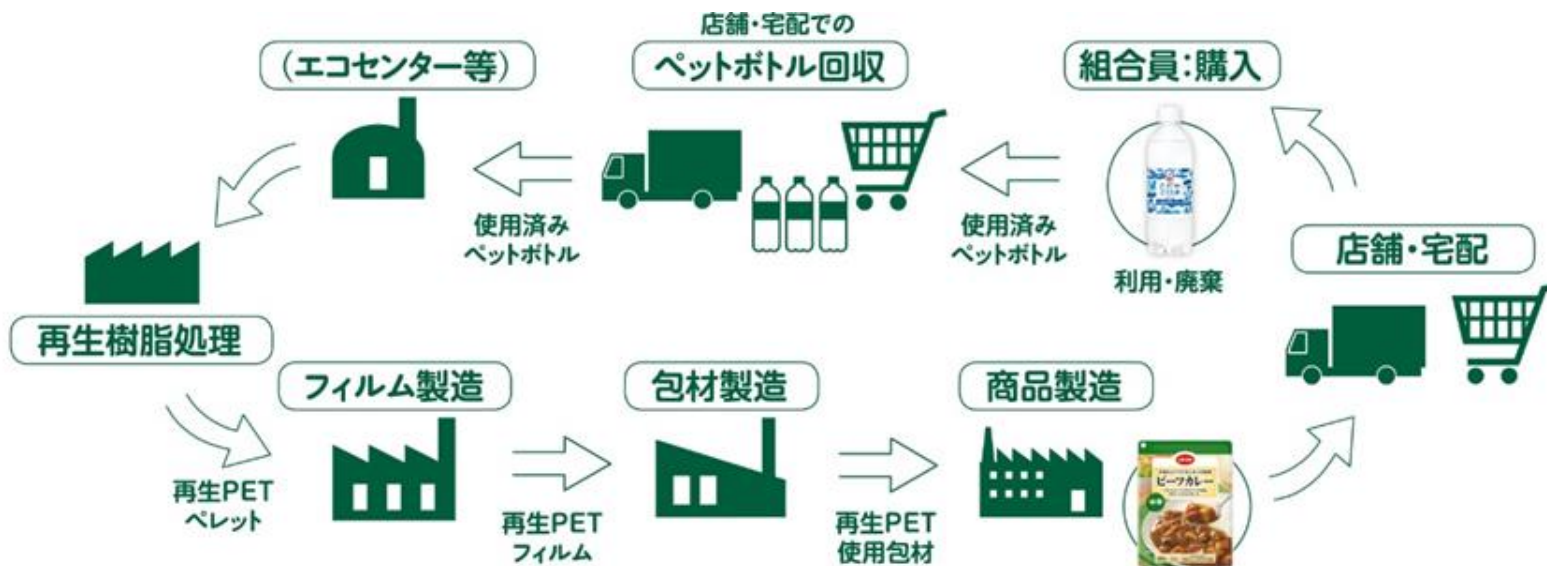 店舗・宅配での
(エコセンター等)
ペットボトル回収
組合員:購入
使用済み
ペットボトル
使用済み
ペットボトル
利用・廃棄
店舗・宅配
再生樹脂処理
フィルム製造
包材製造
商品製造
再生PET
ペレット
再生PET
フィルム
再生PET
使用包材
ビーフカレー